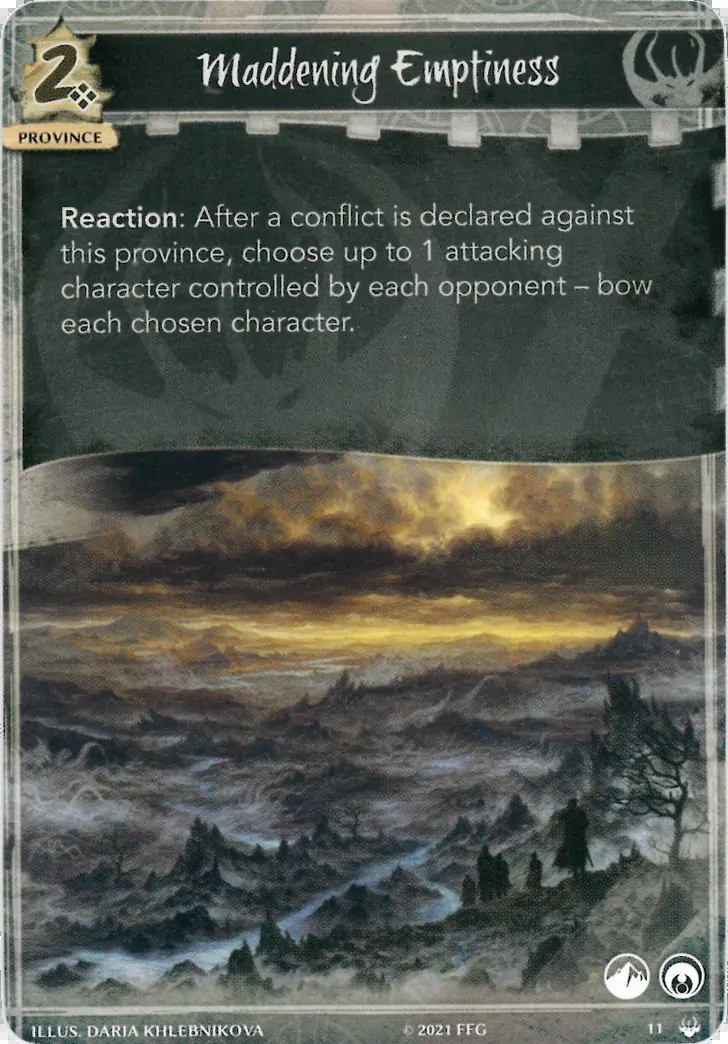 2
Maddening Emptiness
PROVINCE
Reaction: After a conflict is declared against
this province, choose up to 1 attacking
character controlled by each opponent – bow
each chosen character.
ILLUS. DARIA KHLEBNIKOVA
© 2021 FFG
11